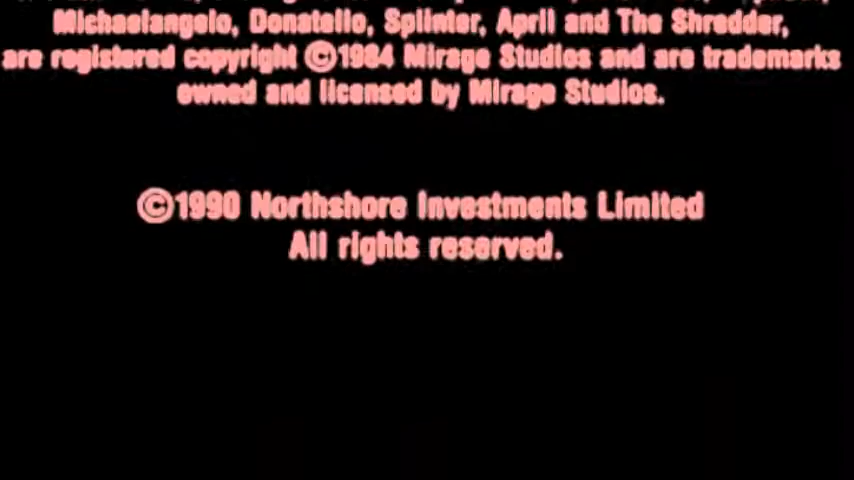 Michaelangelo, Donatello, Splinter, April and The Shredder,
are registered copyright ©1984 Mirage Studios and are trademarks
owned and licensed by Mirage Studios.
©1990 Northshore Investments Limited
All rights reserved.